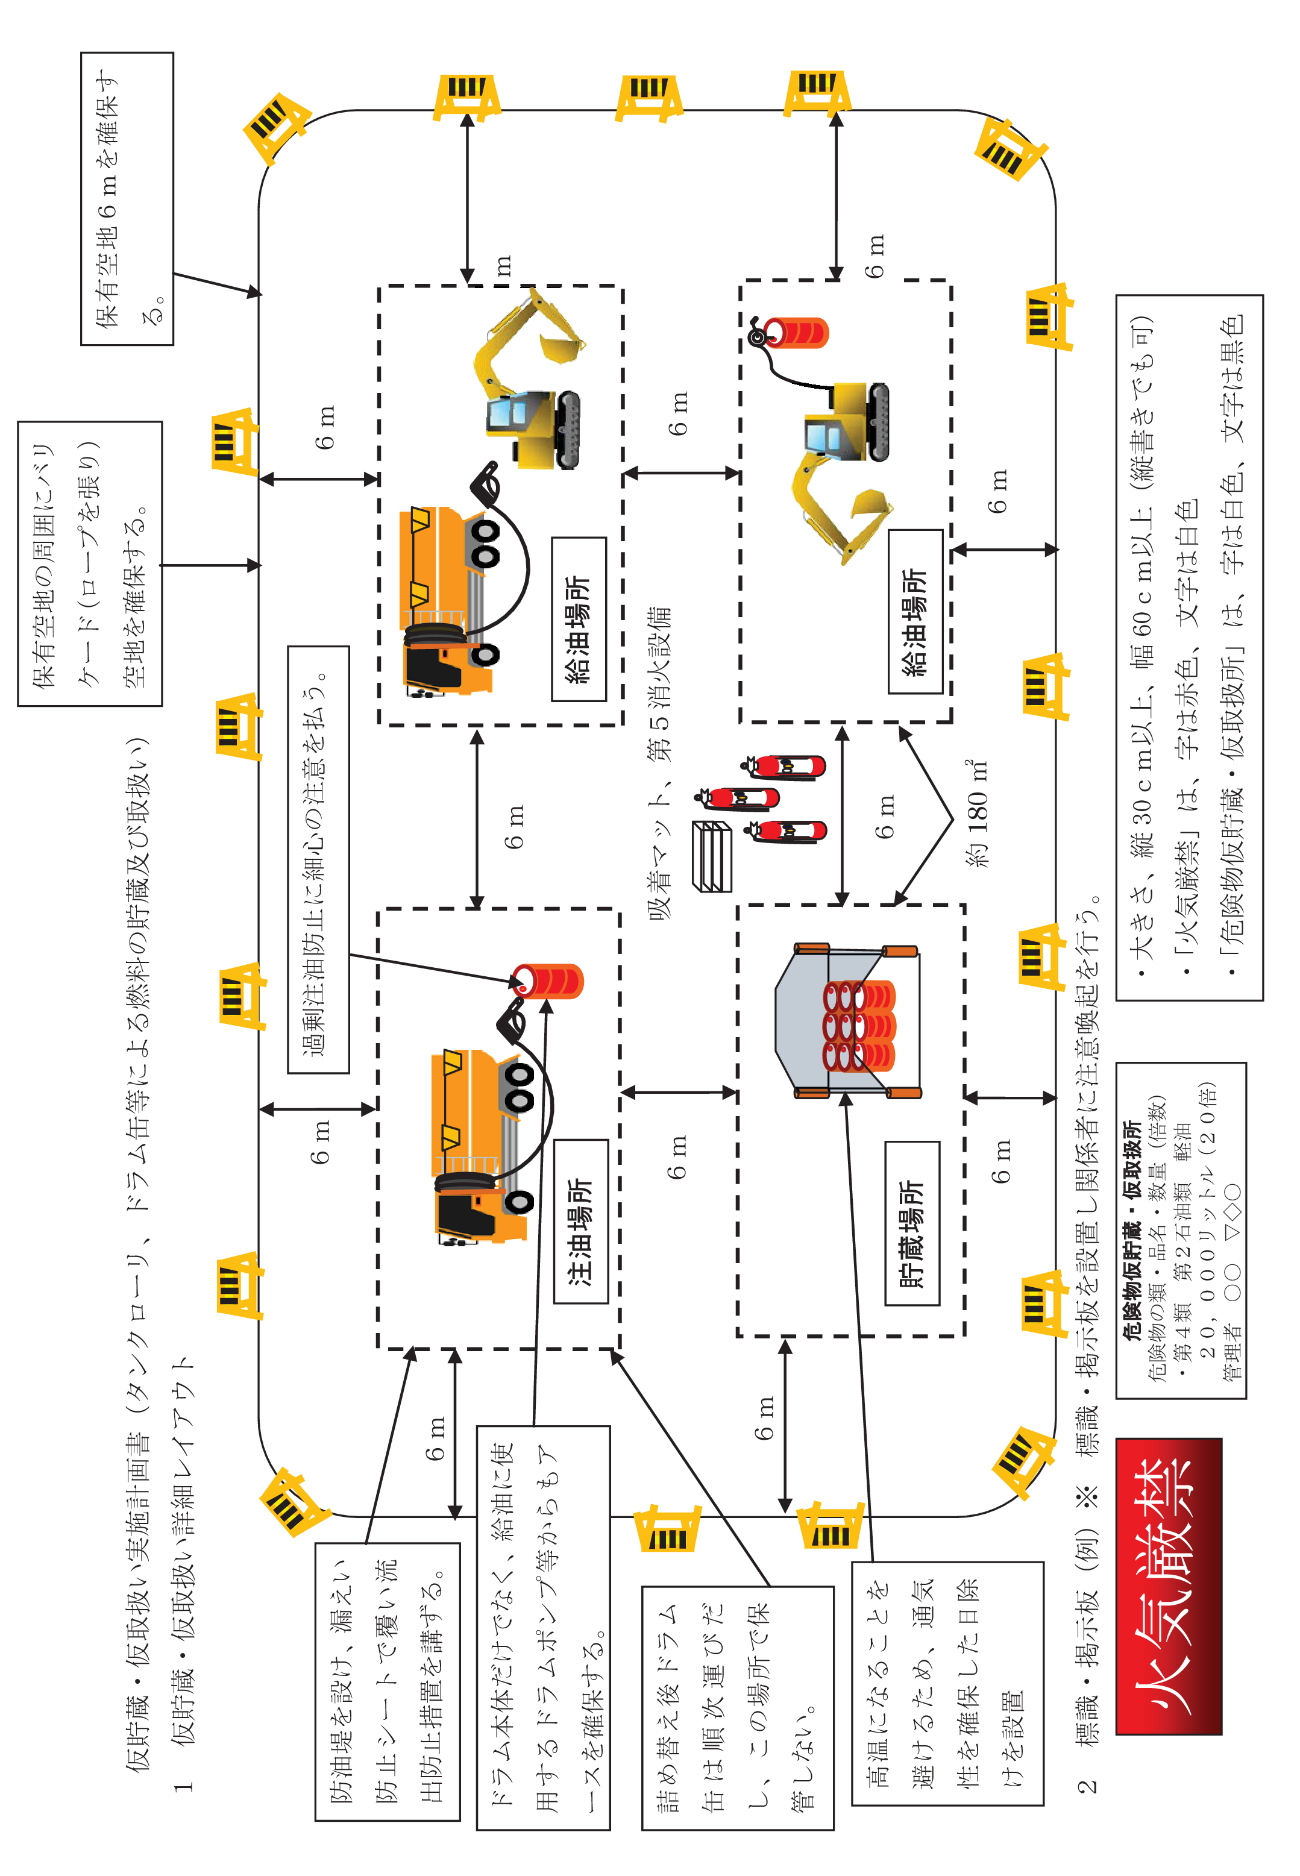 仮貯蔵・仮取扱い実施計画書（タンクローリ、ドラム缶等による燃料の貯蔵及び取扱い）
１　仮貯蔵・仮取扱い詳細レイアウト
保有空地の周囲にバリ
ケード（ロープを張り）
空地を確保する。
保有空地６ｍを確保す
る。
過剰注油防止に細心の注意を払う。
防油堤を設け、漏えい
防止シートで覆い流
出防止措置を講ずる。
ドラム本体だけでなく、給油に使
用するドラムポンプ等からもア
ースを確保する。
詰め替え後ドラム
缶は順次運びだ
し、この場所で保
管しない。
高温になることを
避けるため、通気
性を確保した日除
けを設置
６ｍ
６ｍ
６ｍ
６ｍ
ｍ
注油場所
給油場所
６ｍ
吸着マット、第５消火設備
６ｍ
６ｍ
６ｍ
６ｍ
約 180 ㎡
貯蔵場所
給油場所
６ｍ
６ｍ
２　標識・掲示板（例）※　標識・掲示板を設置し関係者に注意喚起を行う。
火気厳禁
危険物仮貯蔵・仮取扱所
危険物の類・品名・数量（倍数）
・第４類　第２石油類　軽油
２０，０００リットル（２０倍）
管理者　○○　▽◇○
・大きさ、縦 30ｃｍ以上、幅 60ｃｍ以上（縦書きでも可）
・「火気厳禁」は、字は赤色、文字は白色
・「危険物仮貯蔵・仮取扱所」は、字は白色、文字は黒色